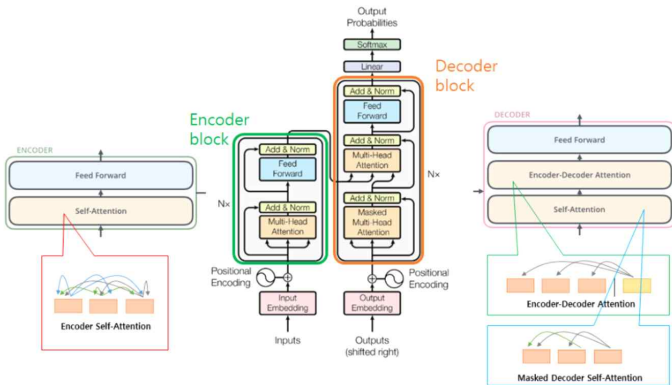 Output
Probabilities
Softmax
Linear
Decoder
block
Add & Norm
Feed
Forward
Add & Norm
Multi-Head
Attention
Add & Norm
Masked
Multi-Head
Attention
Nx
Positional
Encoding
Output
Embedding
Outputs
(shifted right)
Encoder
block
Add & Norm
Feed
Forward
Add & Norm
Multi-Head
Attention
Nx
Positional
Encoding
Input
Embedding
Inputs
ENCODER
Feed Forward
Self-Attention
Encoder Self-Attention
DECODER
Feed Forward
Encoder-Decoder Attention
Self-Attention
Encoder-Decoder Attention
Masked Decoder Self-Attention